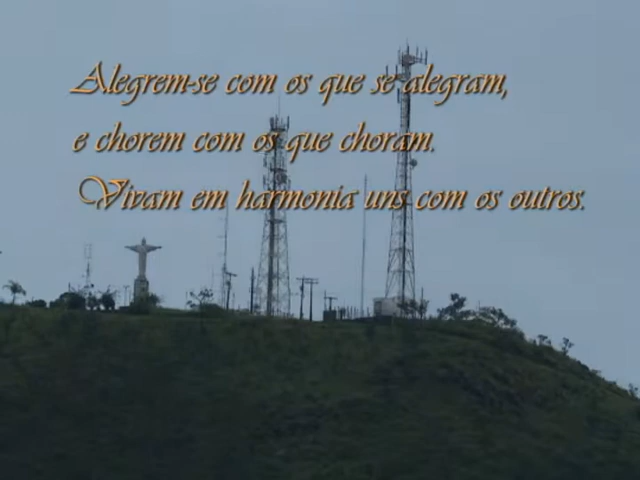 Alegrem-se com os que se alegram,
e chorem com os que choram.
Vivam em harmonia uns com os outros.